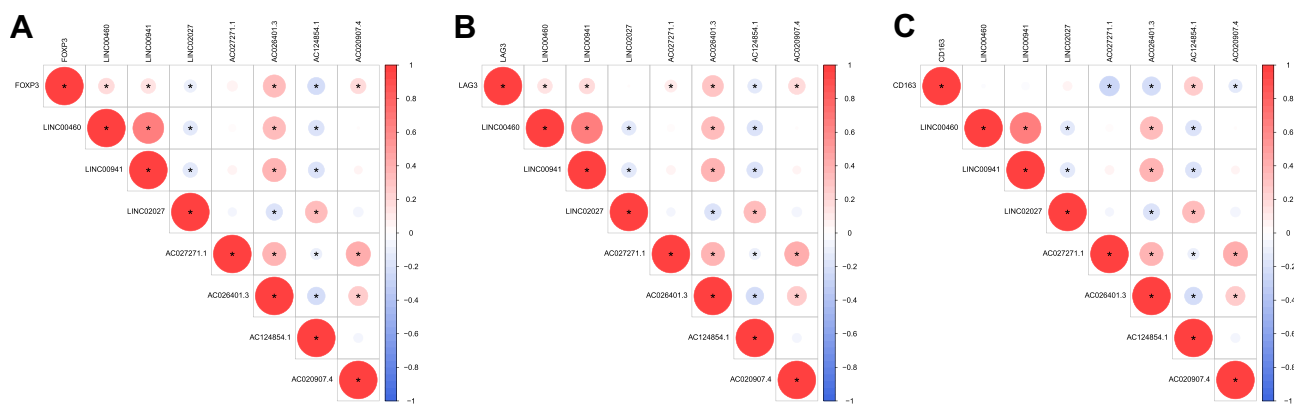 A
FOXP3
LINC00460
LINC00941
LINC02027
AC027271.1
AC026401.3
AC124854.1
AC020907.4
FOXP3 * * * * * * *
LINC00460 * * * * *
LINC00941 * * * *
LINC02027 * * *
AC027271.1 * * * *
AC026401.3 * * *
AC124854.1 *
AC020907.4 *
1
0.8
0.6
0.4
0.2
0
−0.2
−0.4
−0.6
−0.8
−1
B
LAG3
LINC00460
LINC00941
LINC02027
AC027271.1
AC026401.3
AC124854.1
AC020907.4
LAG3 * * * * * * *
LINC00460 * * * * *
LINC00941 * * * *
LINC02027 * * *
AC027271.1 * * * *
AC026401.3 * * *
AC124854.1 *
AC020907.4 *
1
0.8
0.6
0.4
0.2
0
−0.2
−0.4
−0.6
−0.8
−1
C
CD163
LINC00460
LINC00941
LINC02027
AC027271.1
AC026401.3
AC124854.1
AC020907.4
CD163 * * * * *
LINC00460 * * * * *
LINC00941 * * * *
LINC02027 * * *
AC027271.1 * * * *
AC026401.3 * * *
AC124854.1 *
AC020907.4 *
1
0.8
0.6
0.4
0.2
0
−0.2
−0.4
−0.6
−0.8
−1